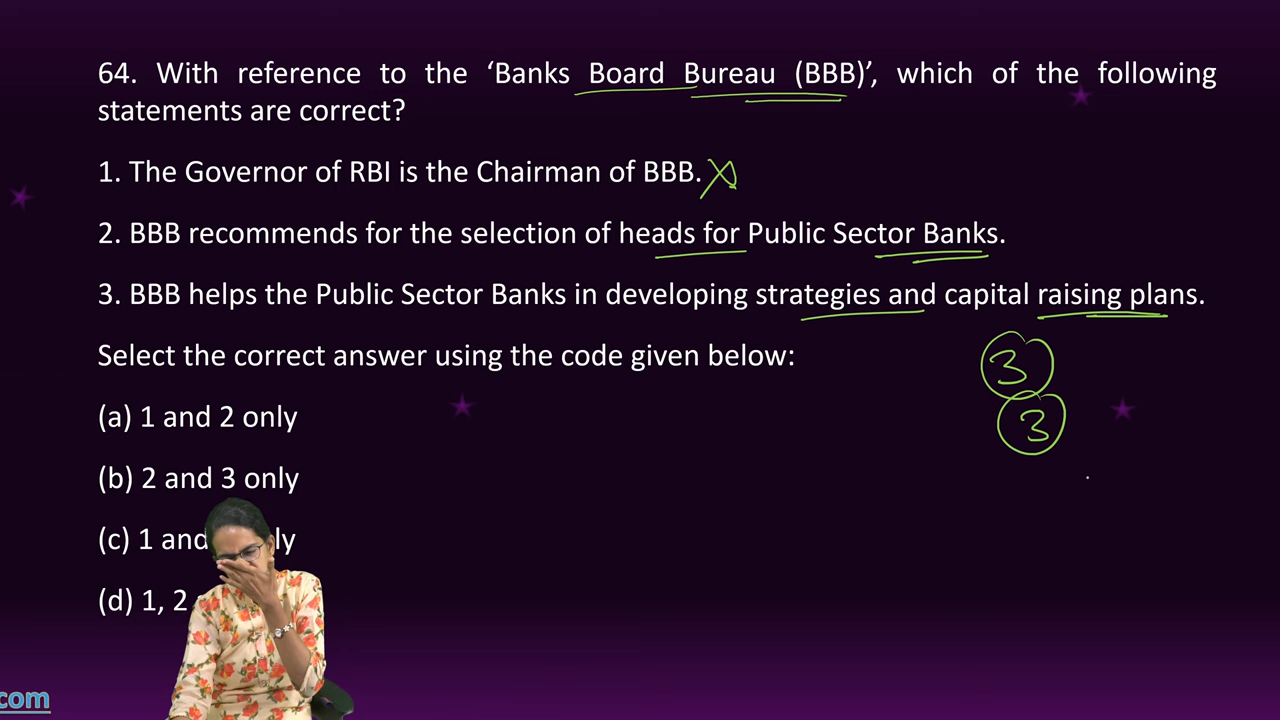 64. With reference to the ‘Banks Board Bureau (BBB)’, which of the following
statements are correct?
1. The Governor of RBI is the Chairman of BBB.
2. BBB recommends for the selection of heads for Public Sector Banks.
3. BBB helps the Public Sector Banks in developing strategies and capital raising plans.
Select the correct answer using the code given below:
3
(a) 1 and 2 only
3
(b) 2 and 3 only
(c) 1 and
(d) 1, 2
com